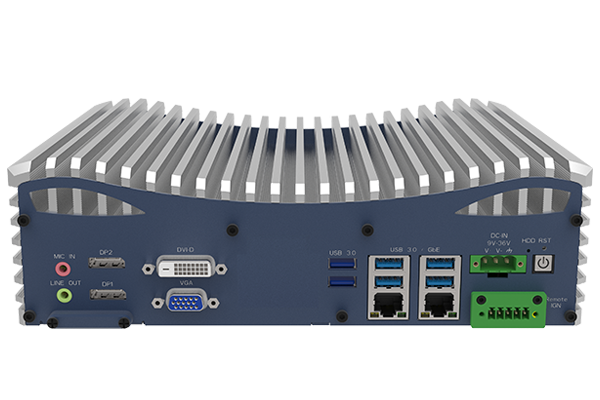 MIC IN
LINE OUT
DP2
DP1
DVI-D
VGA
USB 3.0
USB 3.0 - GbE
DC IN
9V-36V
V+ V-
HDD RST
Remote
IGN